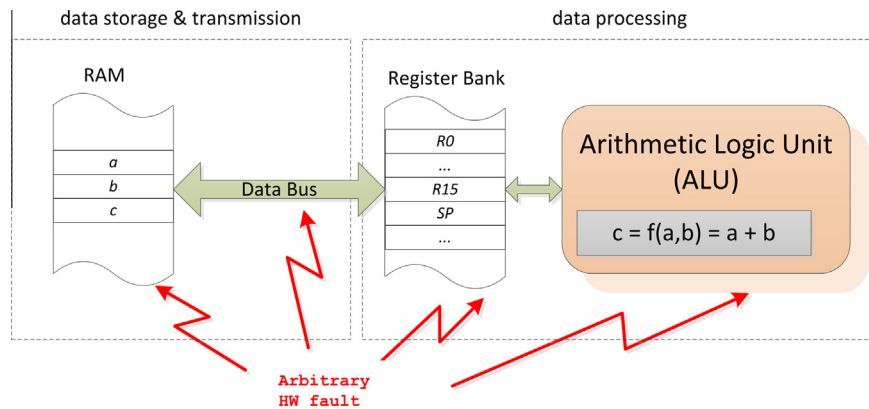 data storage & transmission
data processing
RAM
a
b
c
Data Bus
Register Bank
R0
...
R15
SP
...
Arithmetic Logic Unit
(ALU)
c = f(a,b) = a + b
Arbitrary
HW fault